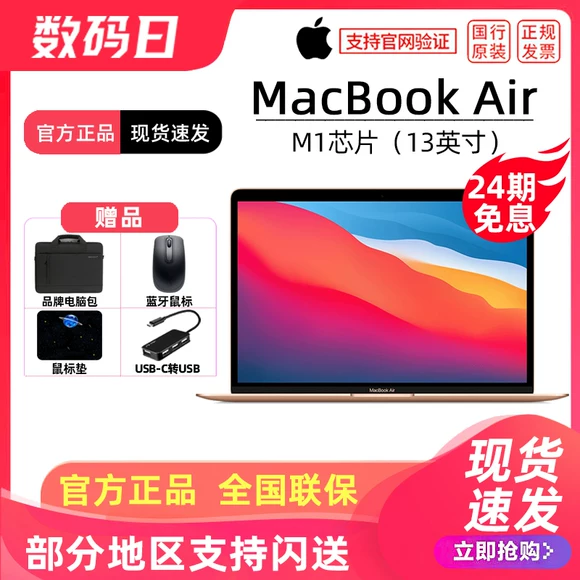 数码日
支持官网验证
国行
原装
正规
发票
MacBook Air
M1芯片（13英寸）
官方正品
现货速发
24期
免息
赠品
品牌电脑包
蓝牙鼠标
鼠标垫
USB-C转USB
MacBook Air
官方正品 全国联保
现货
速发
部分地区支持闪送
立即抢购>